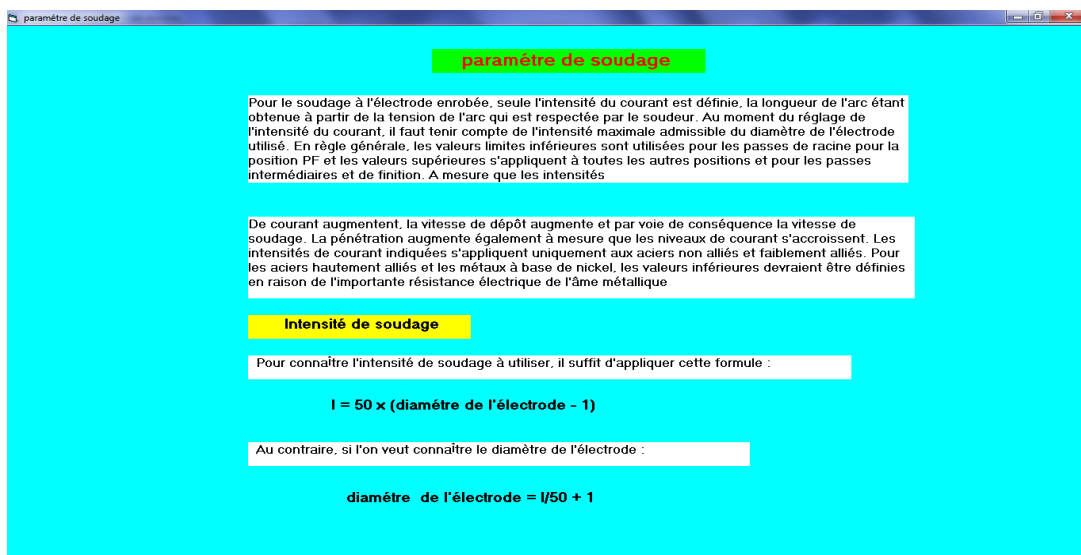 paramétre de soudage
paramétre de soudage
Pour le soudage à l'électrode enrobée, seule l'intensité du courant est définie, la longueur de l'arc étant
obtenue à partir de la tension de l'arc qui est respectée par le soudeur. Au moment du réglage de
l'intensité du courant, il faut tenir compte de l'intensité maximale admissible du diamètre de l'électrode
utilisé. En règle générale, les valeurs limites inférieures sont utilisées pour les passes de racine pour la
position PF et les valeurs supérieures s'appliquent à toutes les autres positions et pour les passes
intermédiaires et de finition. A mesure que les intensités
De courant augmentent, la vitesse de dépôt augmente et par voie de conséquence la vitesse de
soudage. La pénétration augmente également à mesure que les niveaux de courant s'accroissent. Les
intensités de courant indiquées s'appliquent uniquement aux aciers non alliés et faiblement alliés. Pour
les aciers hautement alliés et les métaux à base de nickel, les valeurs inférieures devraient être définies
en raison de l'importante résistance électrique de l'âme métallique
Intensité de soudage
Pour connaître l'intensité de soudage à utiliser, il suffit d'appliquer cette formule :
I = 50 x (diamétre de l'électrode - 1)
Au contraire, si l'on veut connaître le diamètre de l'électrode :
diamétre de l'électrode = I/50 + 1